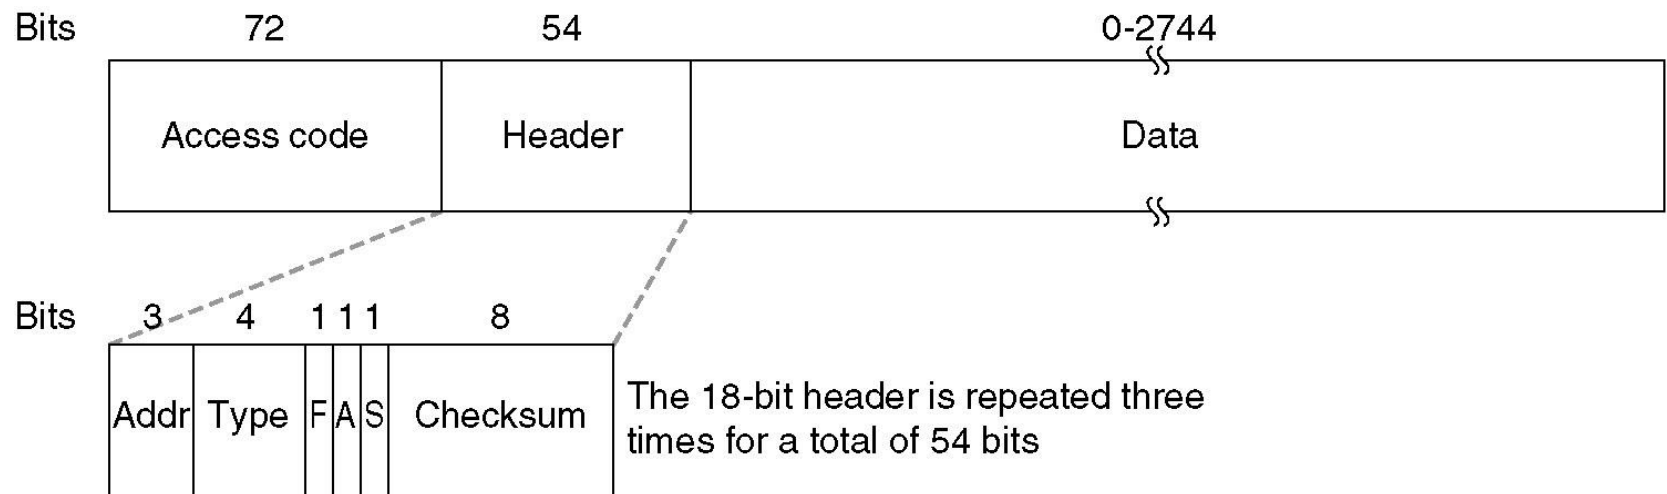 Bits 72 54 0-2744
Access code Header Data
Bits 3 4 1 1 1 8
Addr Type F A S Checksum
The 18-bit header is repeated three
times for a total of 54 bits